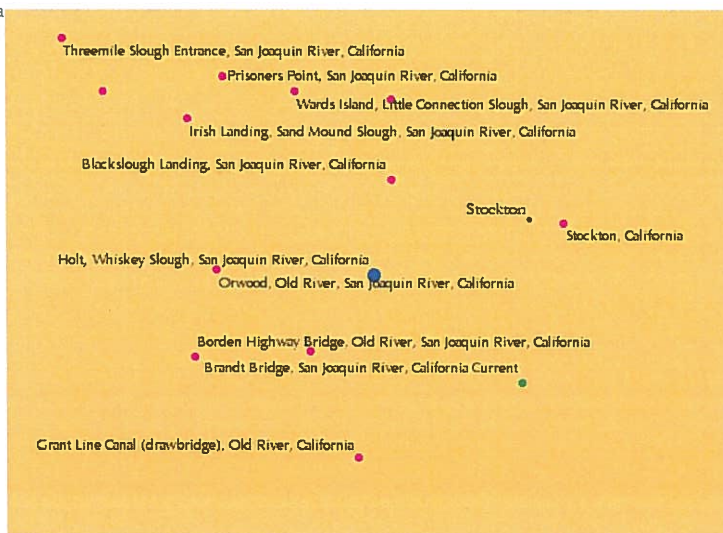 a
Threemile Slough Entrance, San Joaquin River, California
Prisoners Point, San Joaquin River, California
Wards Island, Little Connection Slough, San Joaquin River, California
Irish Landing, Sand Mound Slough, San Joaquin River, California
Blackslough Landing, San Joaquin River, California
Stockton
Stockton, California
Holt, Whiskey Slough, San Joaquin River, California
Orwood, Old River, San Joaquin River, California
Borden Highway Bridge, Old River, San Joaquin River, California
Brandt Bridge, San Joaquin River, California Current
Grant Line Canal (drawbridge), Old River, California